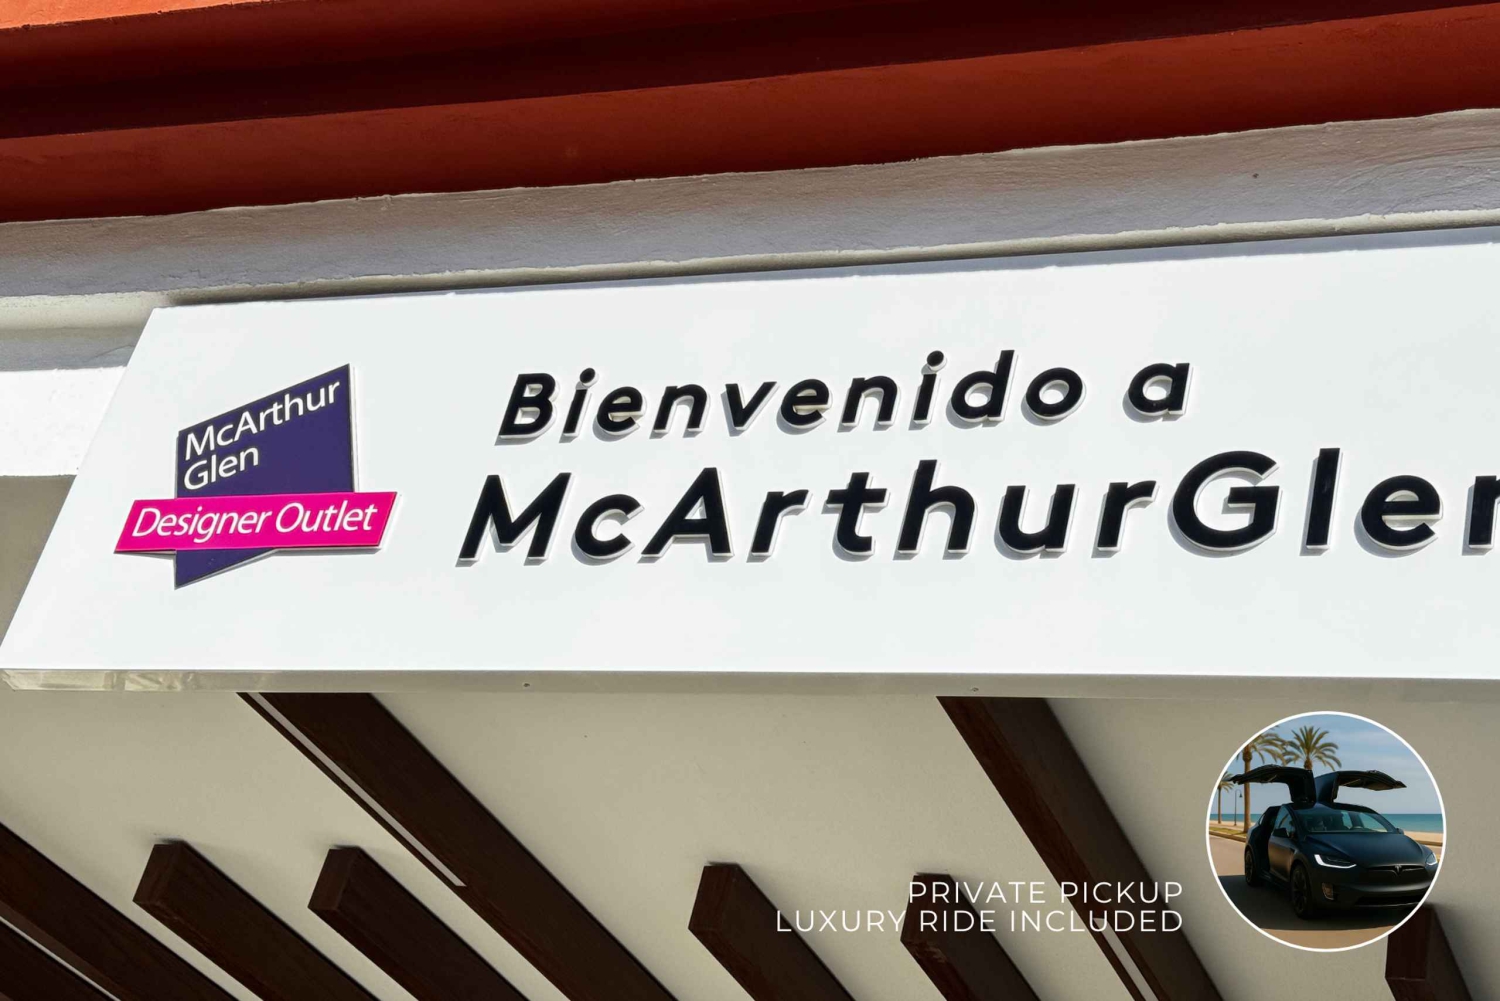 Bienvenido a
McArthurGlen
McArthur
Glen
Designer Outlet
PRIVATE PICKUP
LUXURY RIDE INCLUDED